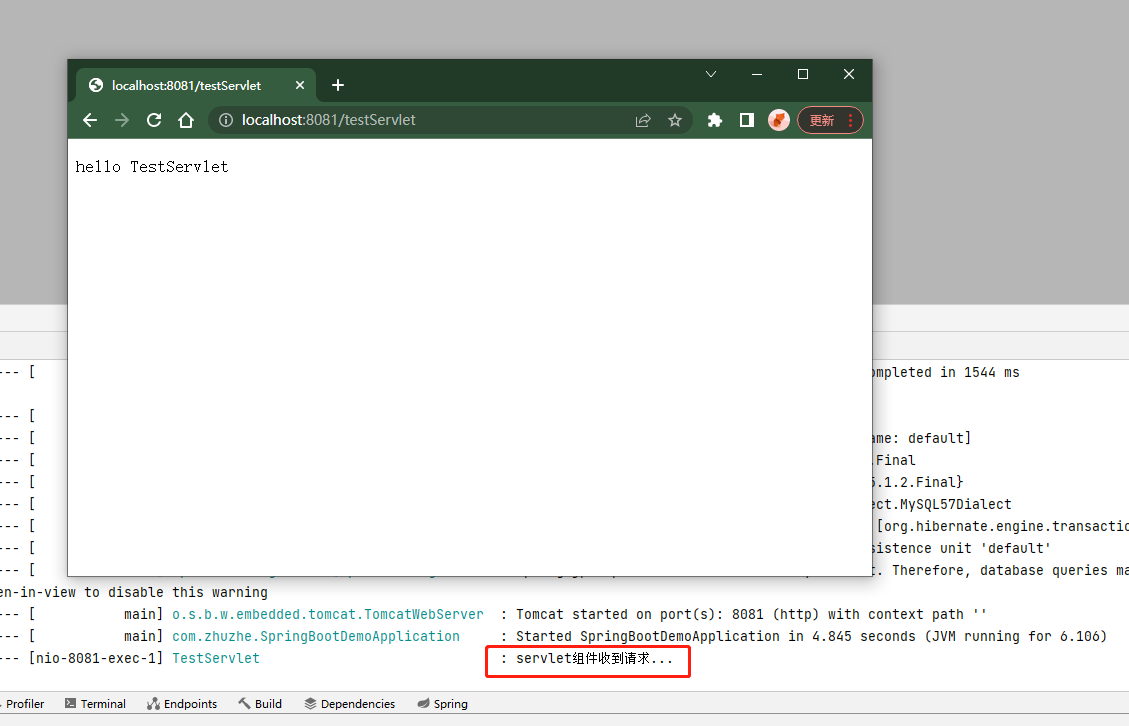 localhost:8081/testServlet
localhost:8081/testServlet
更新
hello TestServlet
--- [ ompleted in 1544 ms
--- [
--- [ ame: default]
--- [ .Final
--- [ .1.2.Final}
--- [ ect.MySQL57Dialect
--- [ [org.hibernate.engine.transactio
--- [ sistence unit 'default'
--- [ t. Therefore, database queries ma
en-in-view to disable this warning
--- [ main] o.s.b.w.embedded.tomcat.TomcatWebServer : Tomcat started on port(s): 8081 (http) with context path ''
--- [ main] com.zhuzhe.SpringBootDemoApplication : Started SpringBootDemoApplication in 4.845 seconds (JVM running for 6.106)
--- [nio-8081-exec-1] TestServlet : servlet组件收到请求...
Profiler Terminal Endpoints Build Dependencies Spring